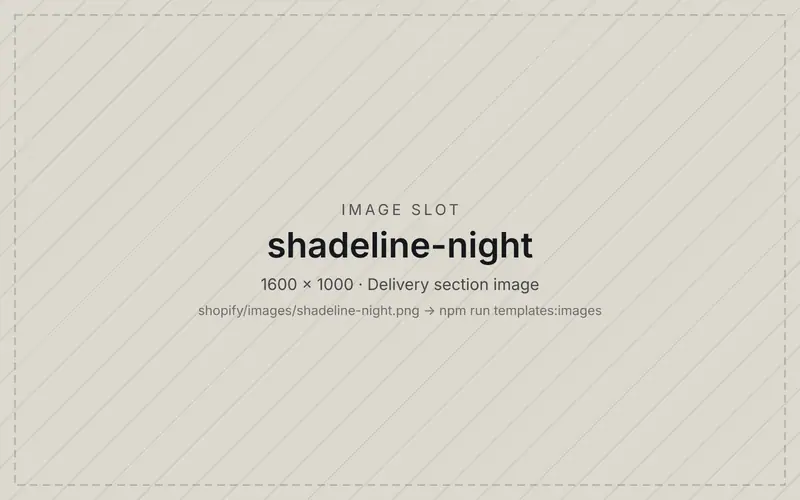 IMAGE SLOT
shadeline-night
1600 × 1000 · Delivery section image
shopify/images/shadeline-night.png → npm run templates:images